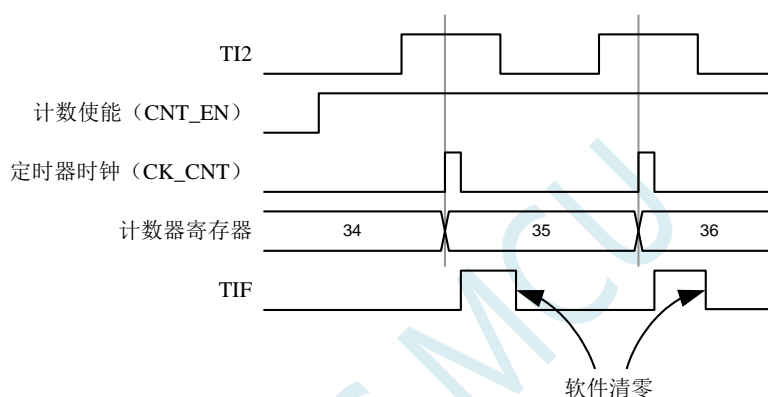 TI2
计数使能（CNT_EN）
定时器时钟（CK_CNT）
计数器寄存器 34 35 36
TIF
软件清零
MCU